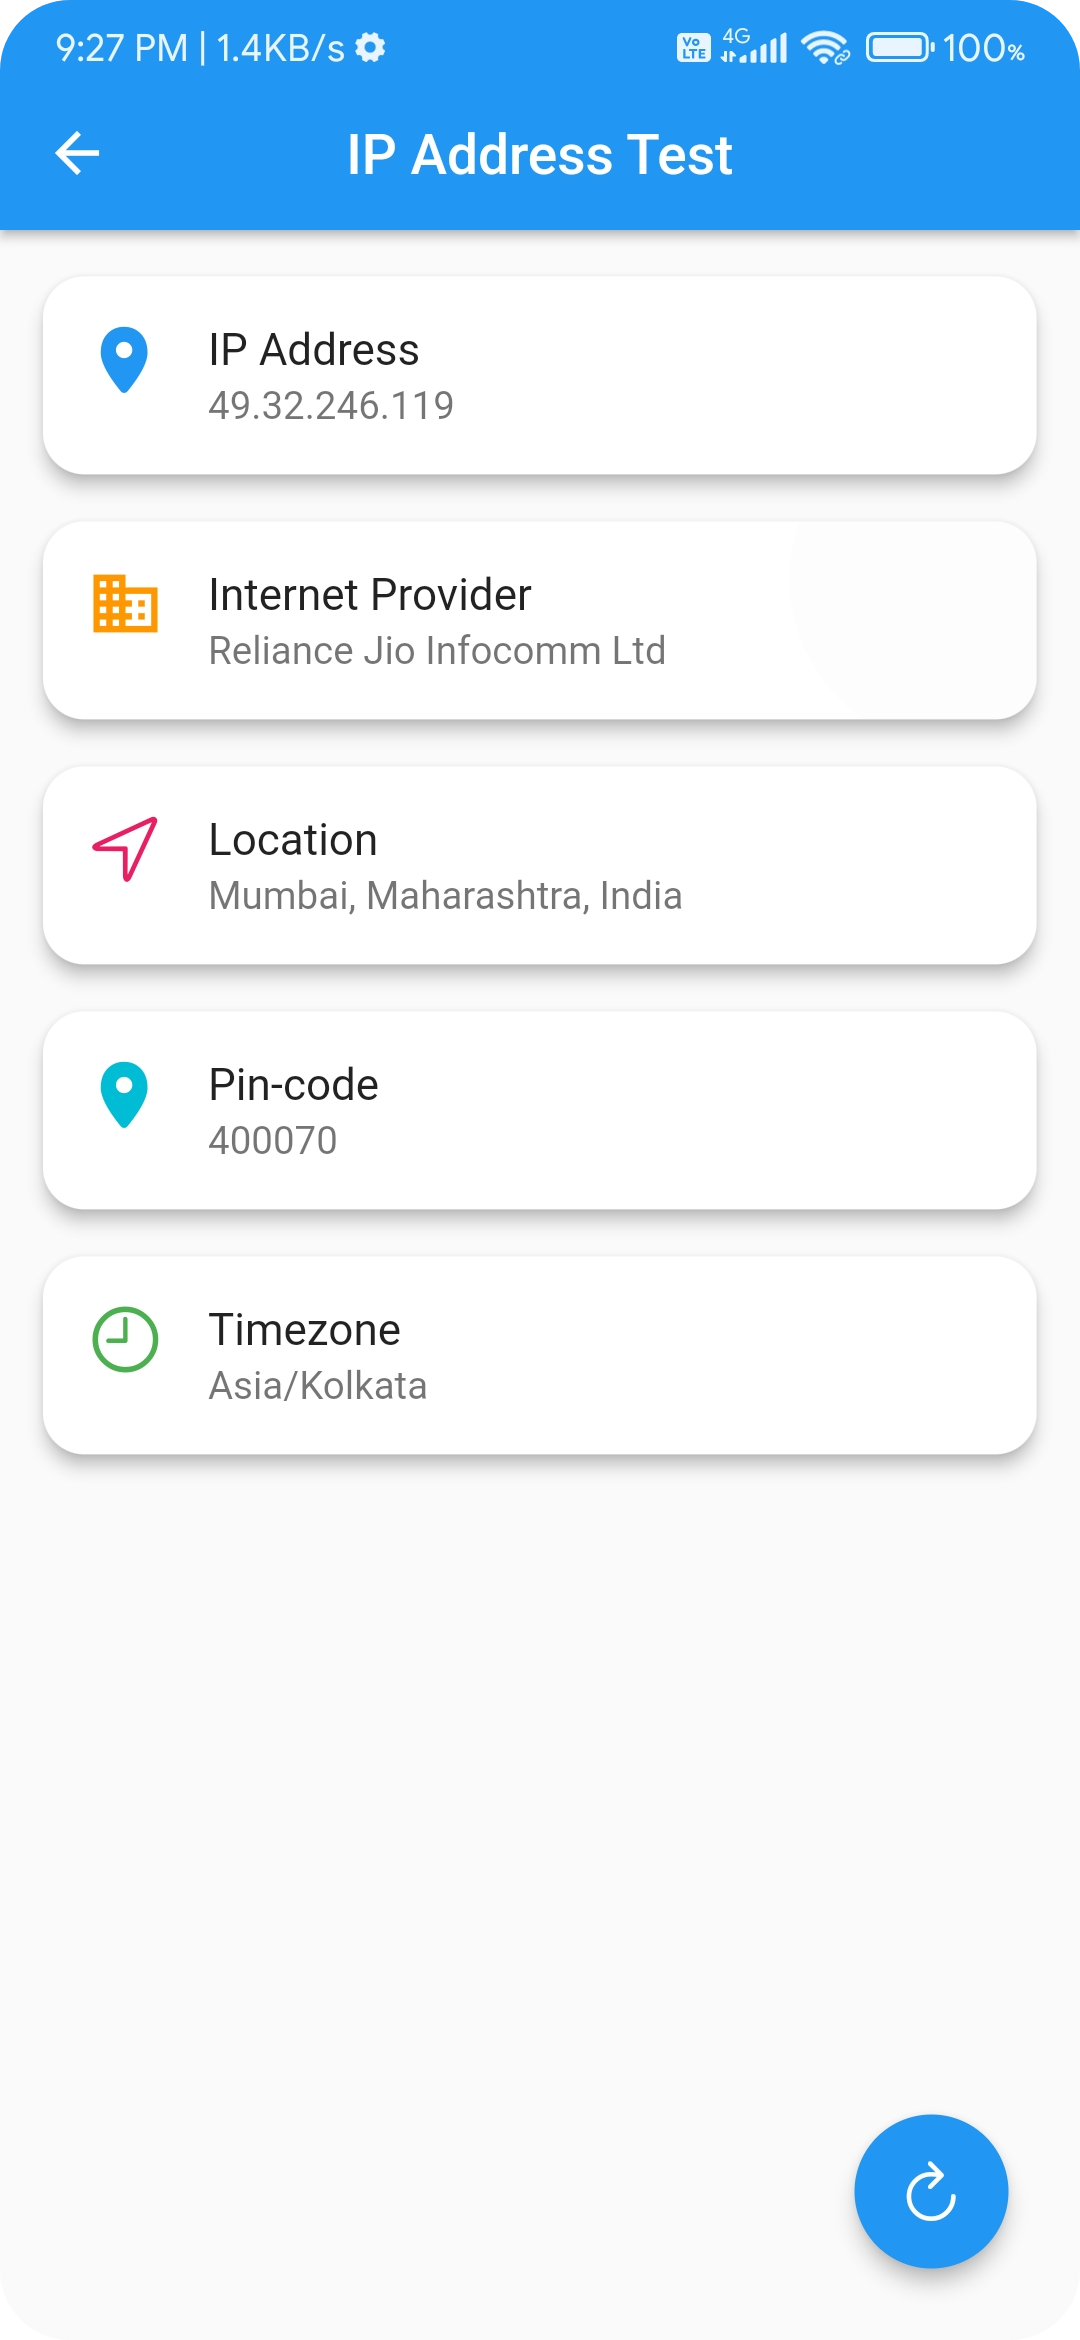 9:27 PM | 1.4KB/s Vo LTE 4G 100%
IP Address Test
IP Address
49.32.246.119
Internet Provider
Reliance Jio Infocomm Ltd
Location
Mumbai, Maharashtra, India
Pin-code
400070
Timezone
Asia/Kolkata